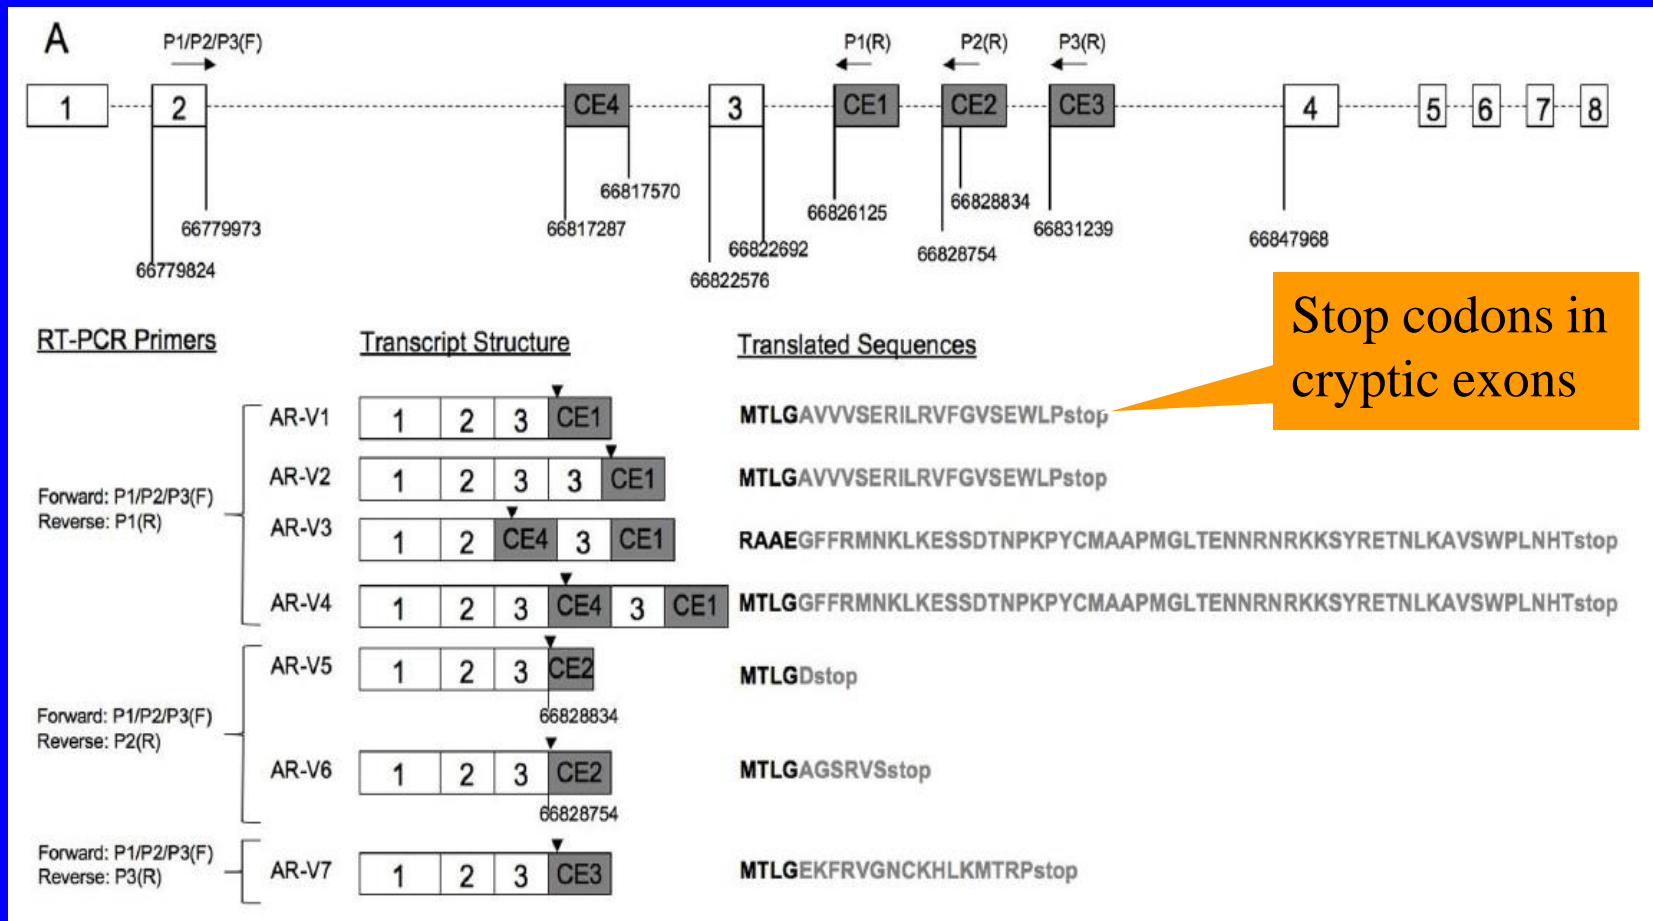 A
P1/P2/P3(F)
P1(R)
P2(R)
P3(R)
1
2
CE4
3
CE1
CE2
CE3
4
5
6
7
8
66817570
66826125
66828834
66779973
66817287
66831239
66822692
66828754
66847968
66779824
66822576
Stop codons in
cryptic exons
RT-PCR Primers
Transcript Structure
Translated Sequences
AR-V1
1 2 3 CE1
MTLGAVVVSERILRVFGVSEWLPstop
AR-V2
1 2 3 3 CE1
MTLGAVVVSERILRVFGVSEWLPstop
Forward: P1/P2/P3(F)
Reverse: P1(R)
AR-V3
1 2 CE4 3 CE1
RAAEGFFRMNKLKESSDTNPKPYCMAAPMGLTENNRNRKKSYRETNLKAVSWPLNHTstop
AR-V4
1 2 3 CE4 3 CE1
MTLGGFFRMNKLKESSDTNPKPYCMAAPMGLTENNRNRKKSYRETNLKAVSWPLNHTstop
AR-V5
1 2 3 CE2
MTLGDstop
66828834
Forward: P1/P2/P3(F)
Reverse: P2(R)
AR-V6
1 2 3 CE2
MTLGAGSRVSstop
66828754
Forward: P1/P2/P3(F)
Reverse: P3(R)
AR-V7
1 2 3 CE3
MTLGEKFRVGNCKHLKMTRPstop